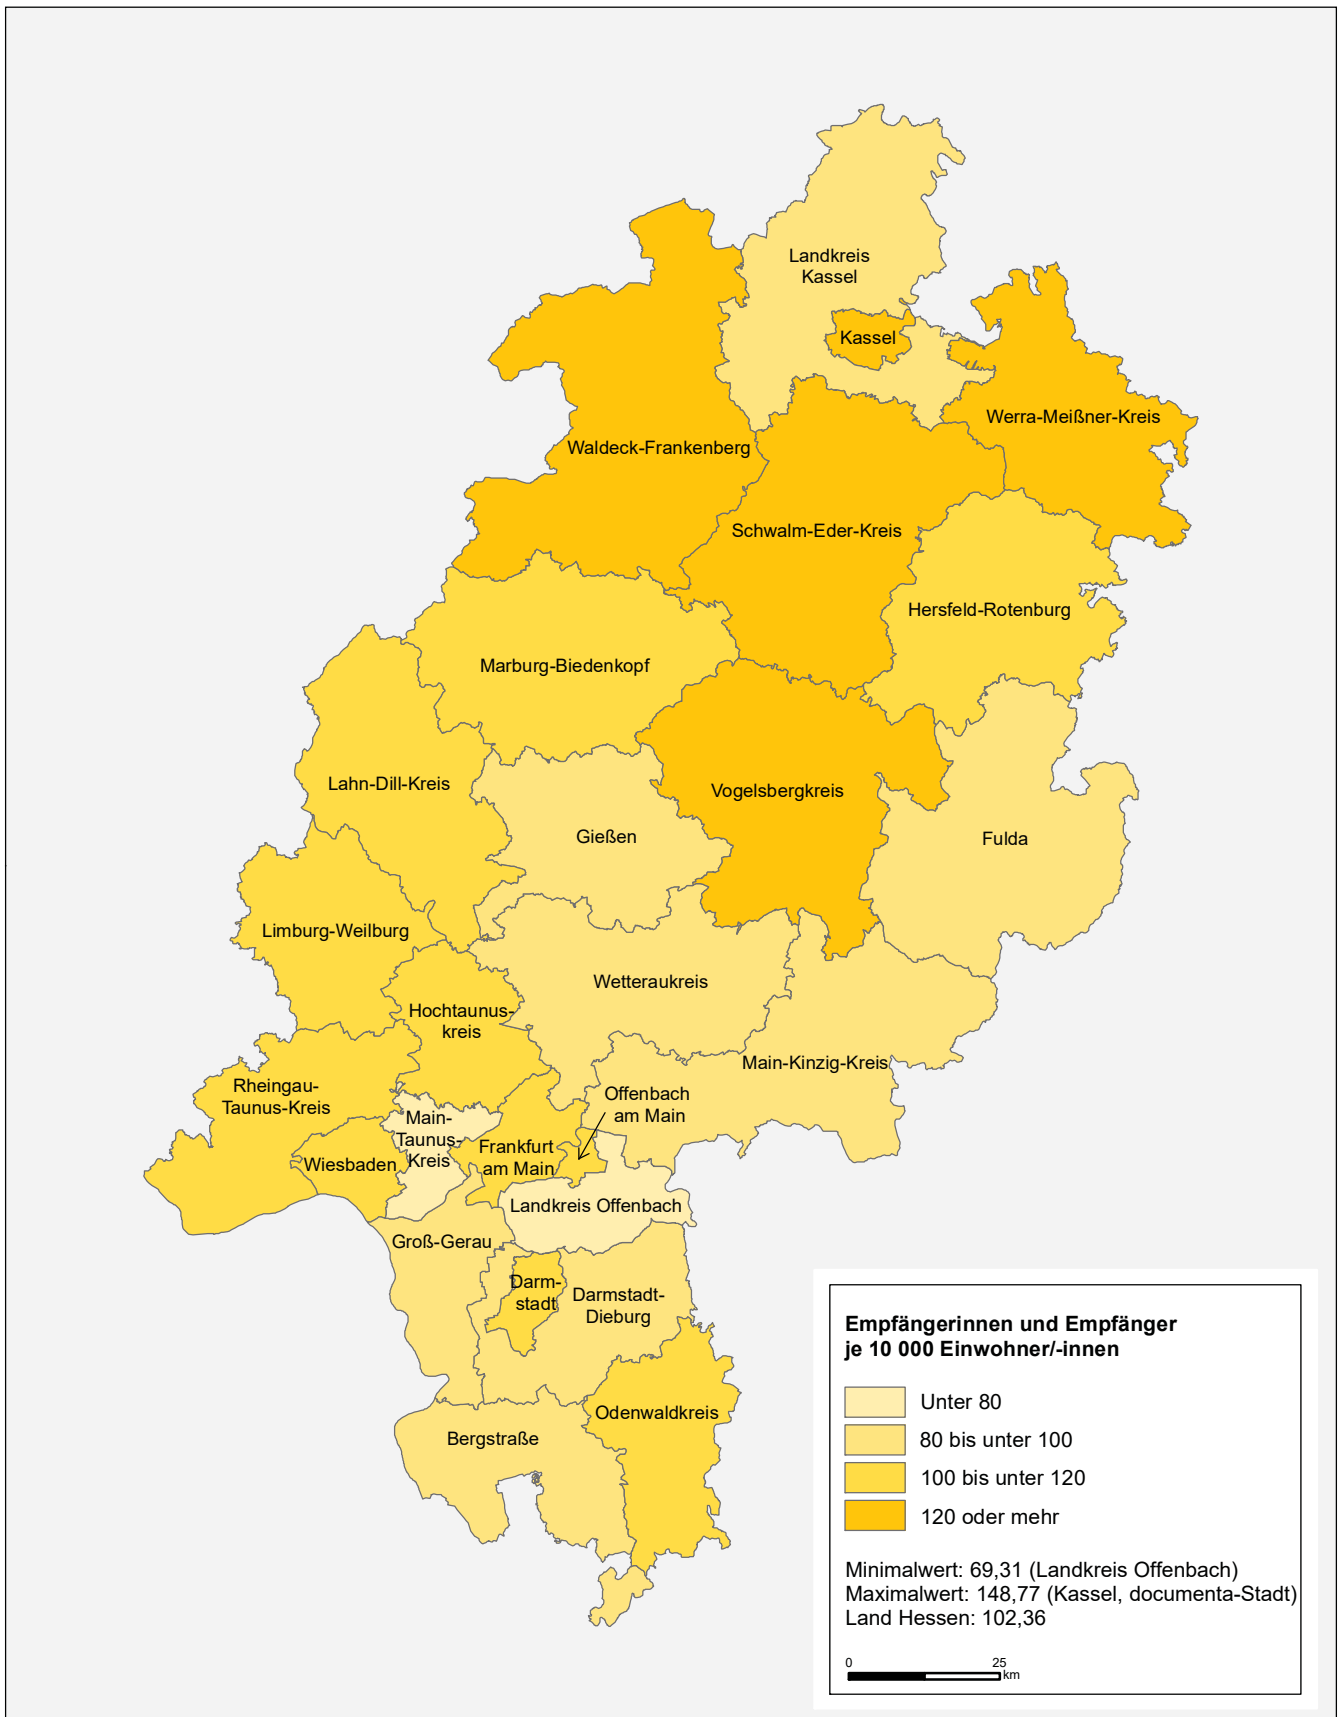 Landkreis
Kassel
Kassel
Werra-Meißner-Kreis
Waldeck-Frankenberg
Schwalm-Eder-Kreis
Hersfeld-Rotenburg
Marburg-Biedenkopf
Lahn-Dill-Kreis
Vogelsbergkreis
Gießen
Fulda
Limburg-Weilburg
Wetteraukreis
Hochtaunus-
kreis
Main-Kinzig-Kreis
Rheingau-
Taunus-Kreis
Offenbach
am Main
Main-
Taunus-
Kreis
Frankfurt
am Main
Wiesbaden
Landkreis Offenbach
Groß-Gerau
Darm-
stadt
Darmstadt-
Dieburg
Odenwaldkreis
Bergstraße
Empfängerinnen und Empfänger
je 10 000 Einwohner/-innen
Unter 80
80 bis unter 100
100 bis unter 120
120 oder mehr
Minimalwert: 69,31 (Landkreis Offenbach)
Maximalwert: 148,77 (Kassel, documenta-Stadt)
Land Hessen: 102,36
0 25
km